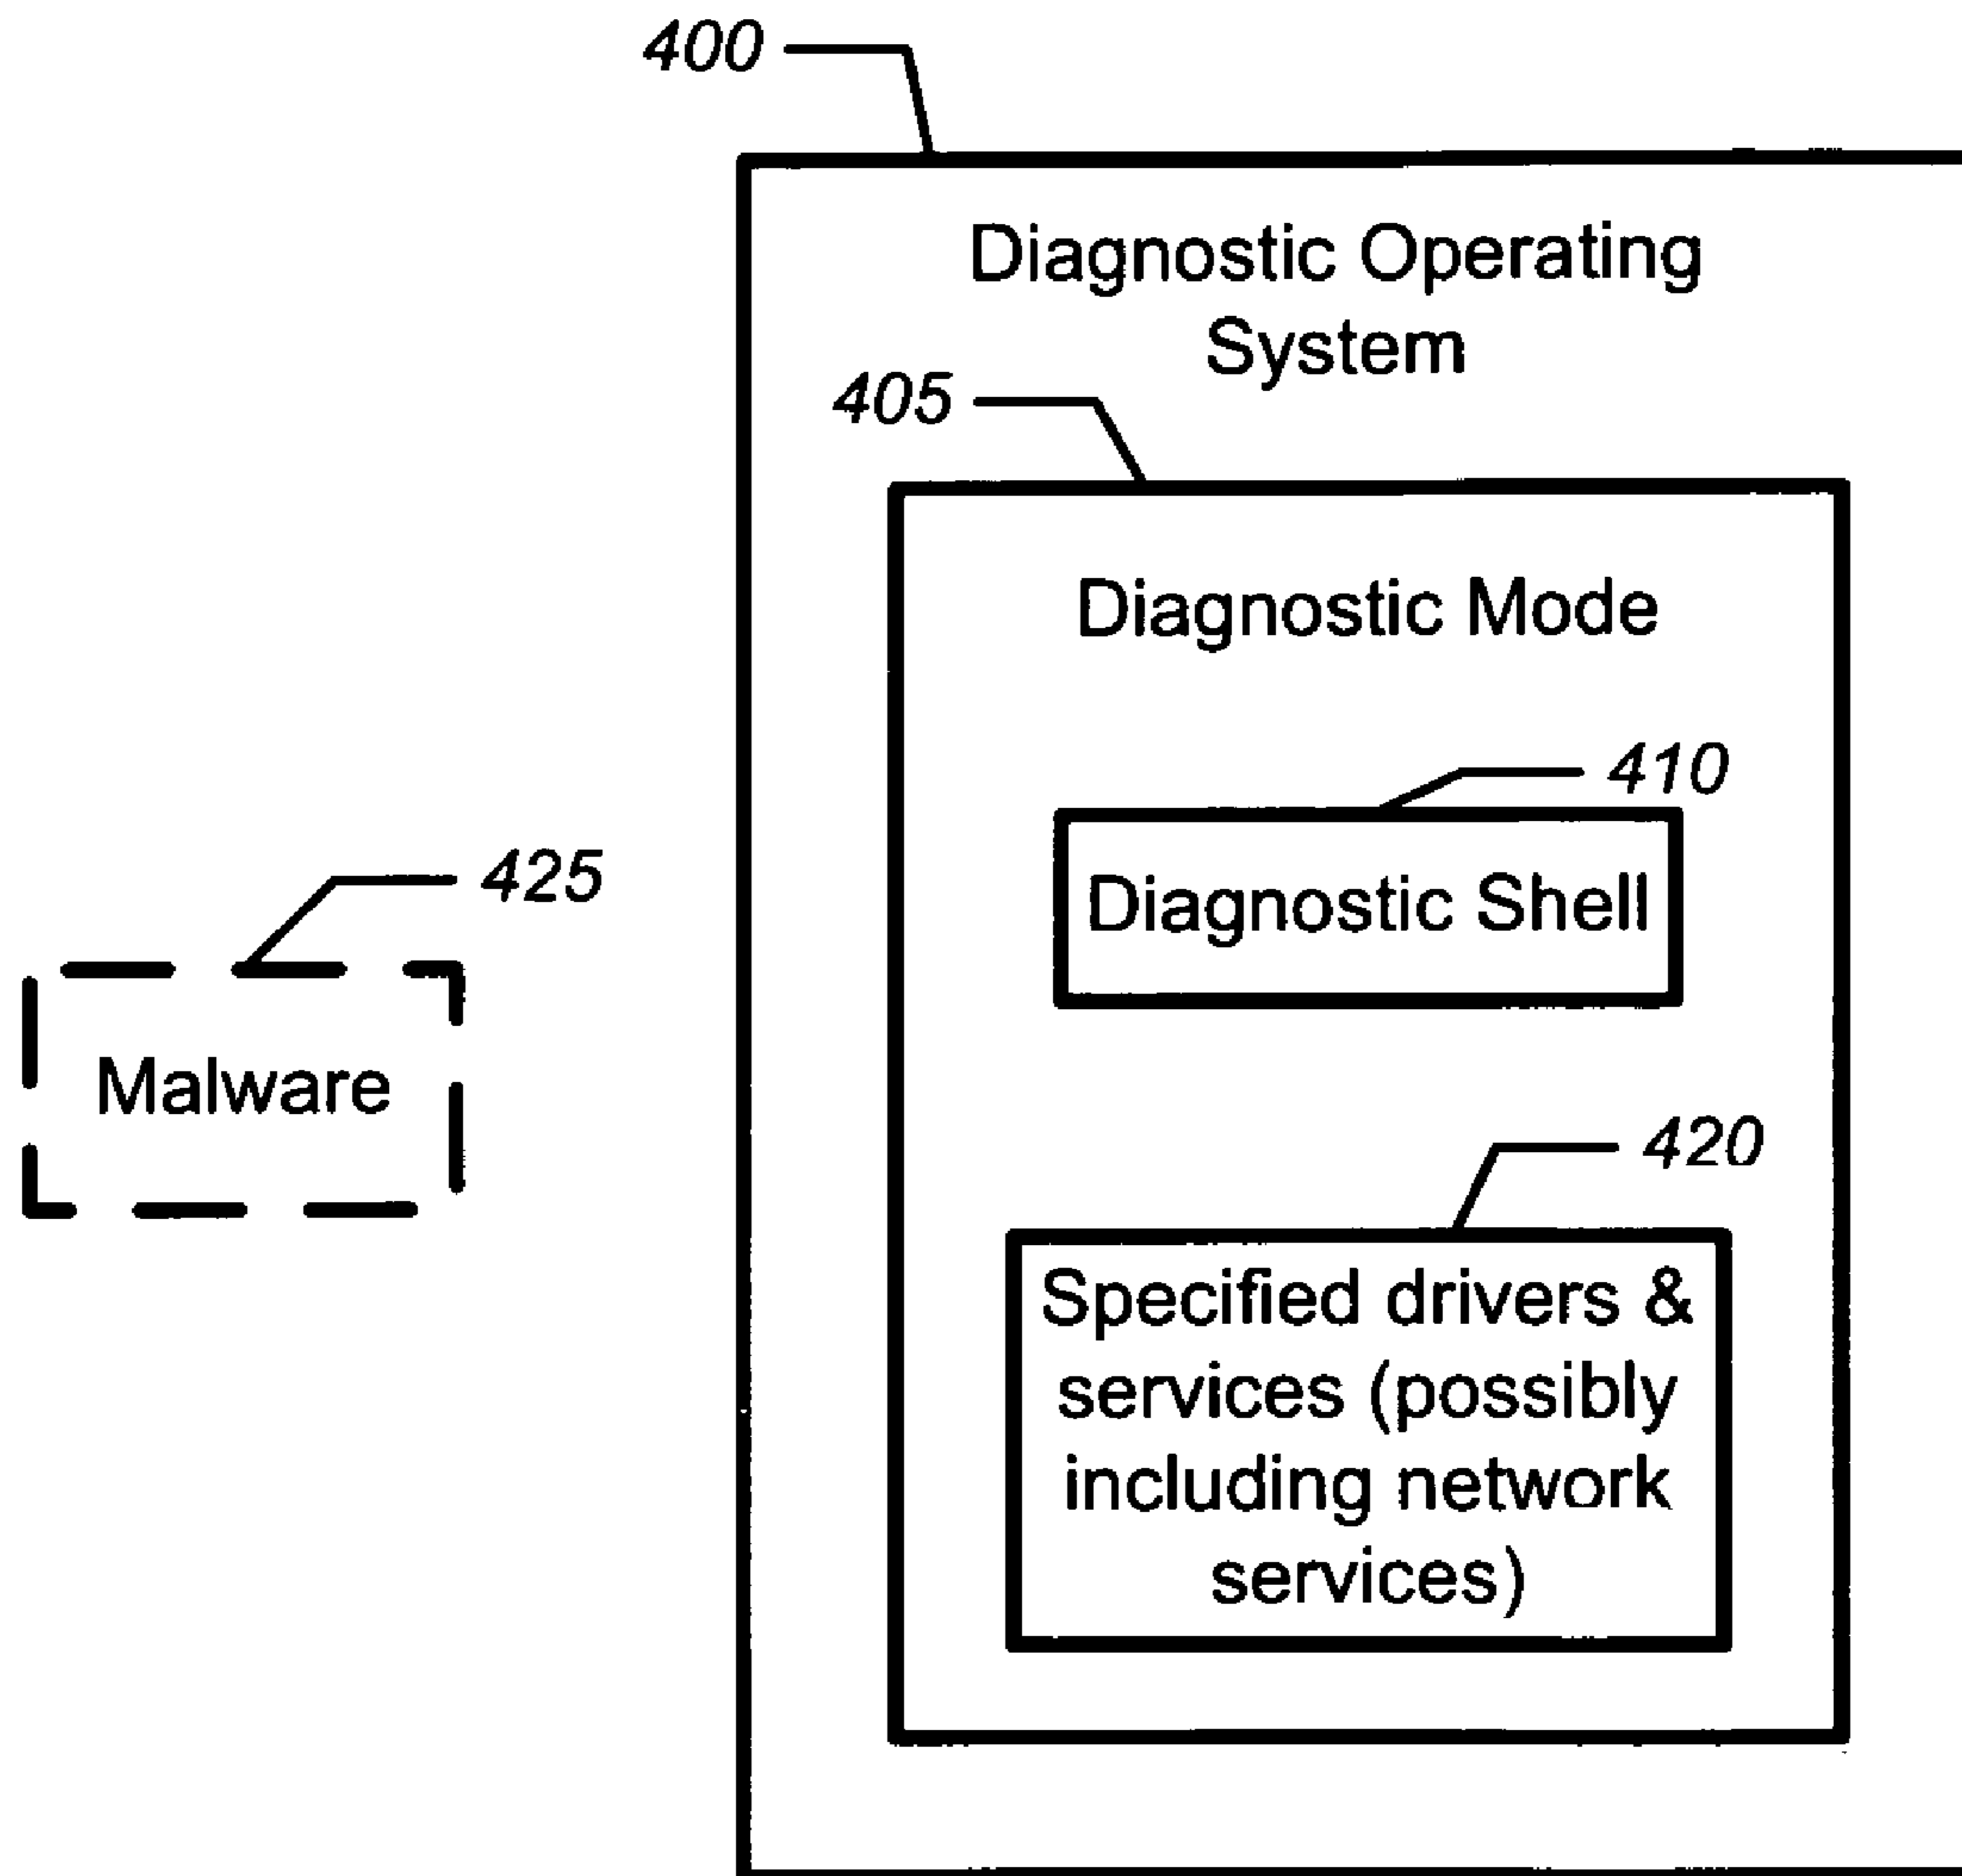 400
Diagnostic Operating
System
405
Diagnostic Mode
410
Diagnostic Shell
425
Malware
420
Specified drivers &
services (possibly
including network
services)